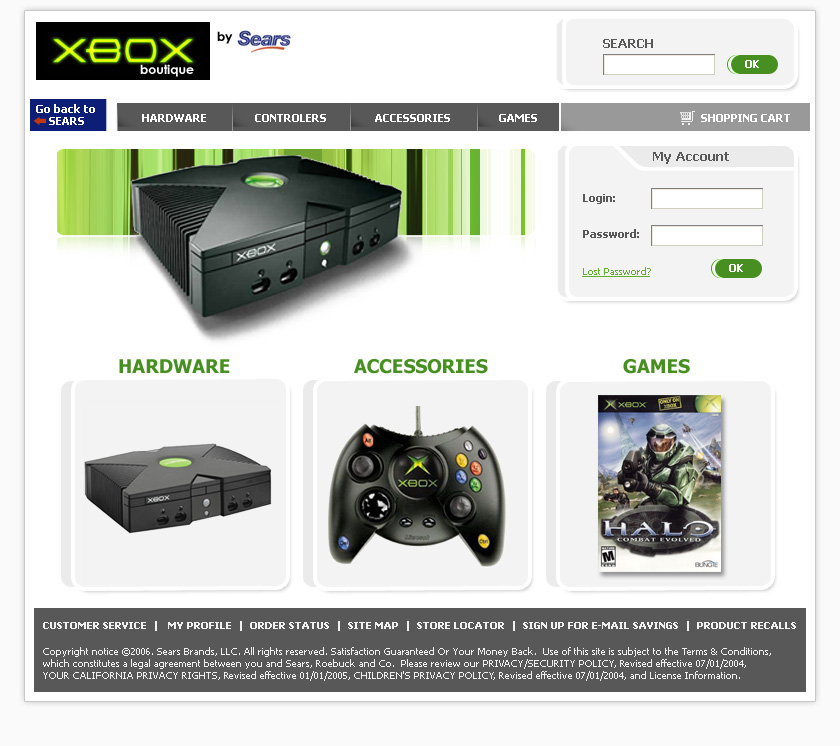 XBOX
boutique
by Sears
SEARCH
OK
Go back to
SEARS
HARDWARE
CONTROLERS
ACCESSORIES
GAMES
SHOPPING CART
XBOX
My Account
Login:
Password:
Lost Password?
OK
HARDWARE
ACCESSORIES
GAMES
XBOX
XBOX
Microsoft
XBOX
ONLY ON
XBOX
HALO
COMBAT EVOLVED
M
BUNGIE
CUSTOMER SERVICE | MY PROFILE | ORDER STATUS | SITE MAP | STORE LOCATOR | SIGN UP FOR E-MAIL SAVINGS | PRODUCT RECALLS
Copyright notice ©2006. Sears Brands, LLC. All rights reserved. Satisfaction Guaranteed Or Your Money Back. Use of this site is subject to the Terms & Conditions,
which constitutes a legal agreement between you and Sears, Roebuck and Co. Please review our PRIVACY/SECURITY POLICY, Revised effective 07/01/2004,
YOUR CALIFORNIA PRIVACY RIGHTS, Revised effective 01/01/2005, CHILDREN'S PRIVACY POLICY, Revised effective 07/01/2004, and License Information.